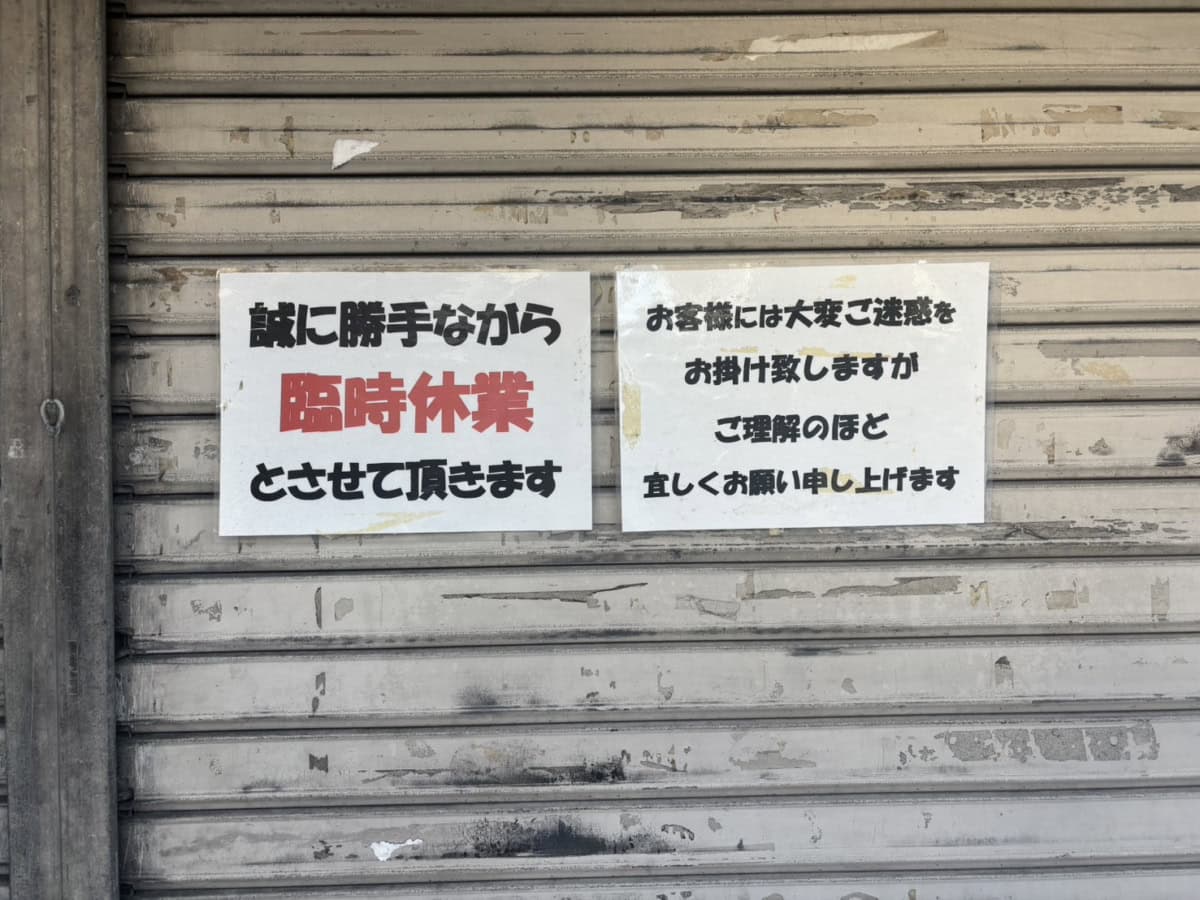 誠に勝手ながら
臨時休業
とさせて頂きます
お客様には大変ご迷惑を
お掛け致しますが
ご理解のほど
宜しくお願い申し上げます